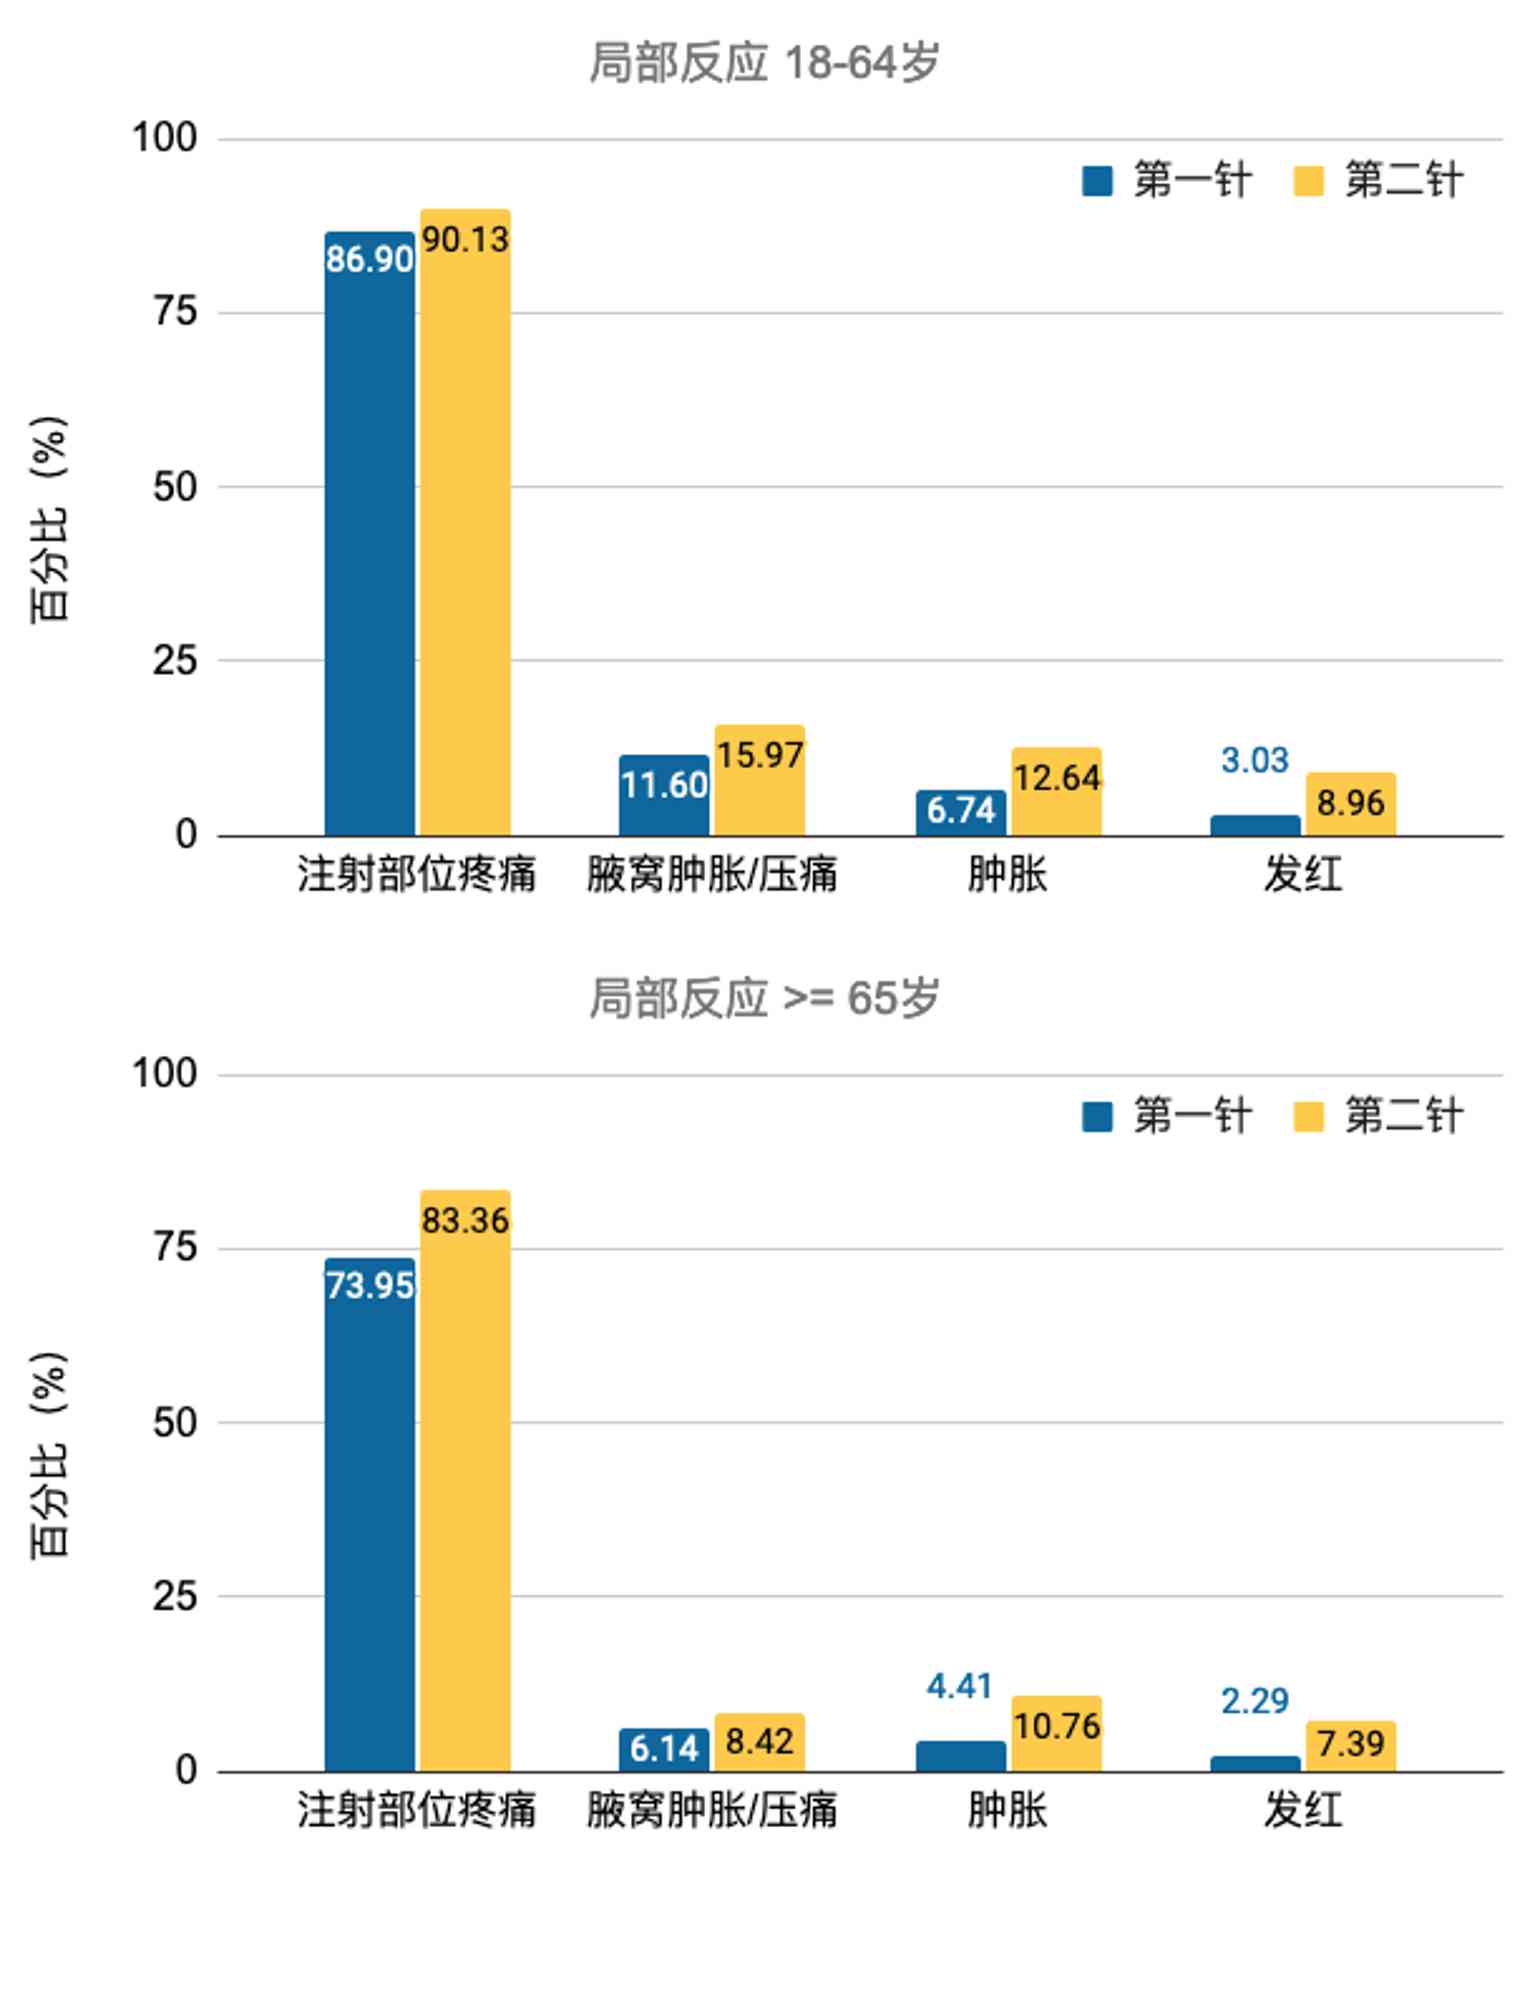 局部反应 18-64岁
100
第一针 第二针
86.90 90.13
75
百分比 (%)
50
25
11.60 15.97 6.74 12.64 3.03 8.96
0
注射部位疼痛 腋窝肿胀/压痛 肿胀 发红
局部反应 >= 65岁
100
第一针 第二针
73.95 83.36
75
百分比 (%)
50
25
6.14 8.42 4.41 10.76 2.29 7.39
0
注射部位疼痛 腋窝肿胀/压痛 肿胀 发红